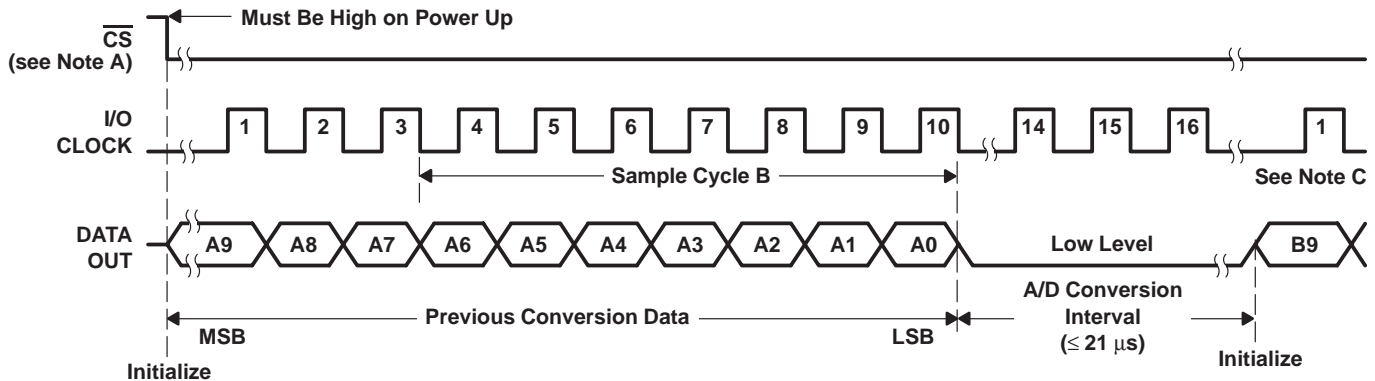 Must Be High on Power Up
CS
(see Note A)
I/O
CLOCK
1 2 3 4 5 6 7 8 9 10 14 15 16 1
Sample Cycle B
See Note C
DATA
OUT
A9 A8 A7 A6 A5 A4 A3 A2 A1 A0 Low Level B9
Previous Conversion Data
MSB
LSB
A/D Conversion
Interval
(≤ 21 μs)
Initialize
Initialize